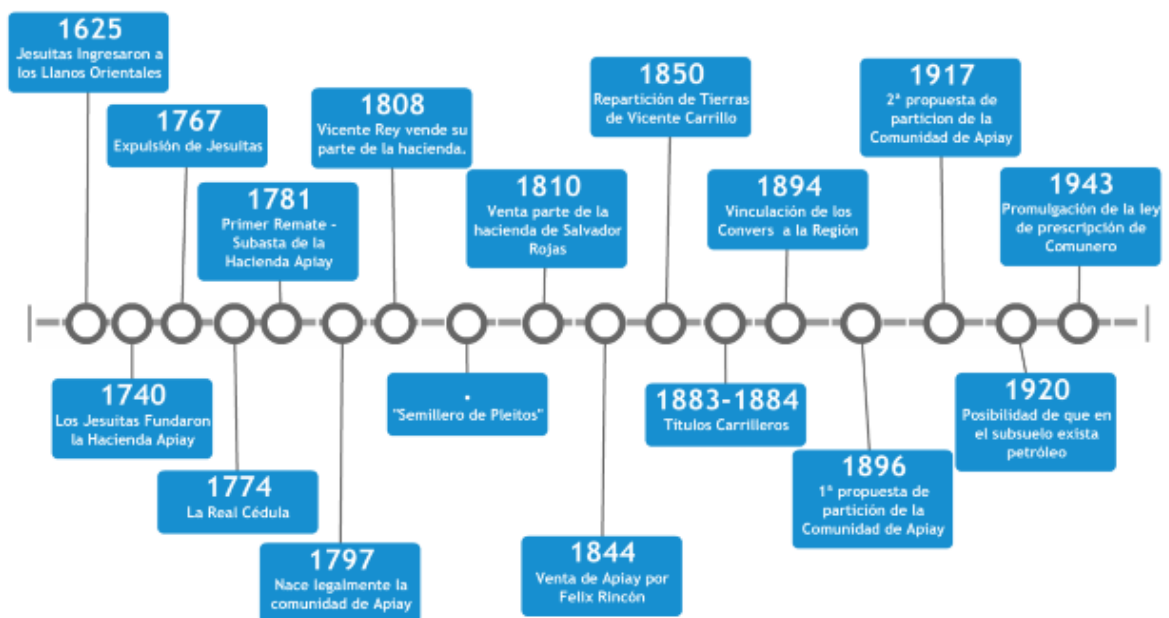 1625
Jesuitas Ingresaron a
los Llanos Orientales
1740
Los Jesuitas Fundaron
la Hacienda Apiay
1767
Expulsión de Jesuitas
1774
La Real Cédula
1781
Primer Remate -
Subasta de la
Hacienda Apiay
1797
Nace legalmente la
comunidad de Apiay
1808
Vicente Rey vende su
parte de la hacienda.
.
"Semillero de Pleitos"
1810
Venta parte de la
hacienda de Salvador
Rojas
1844
Venta de Apiay por
Felix Rincón
1850
Repartición de Tierras
de Vicente Carrillo
1883-1884
Títulos Carrilleros
1894
Vinculación de los
Convers a la Región
1896
1ª propuesta de
partición de la
Comunidad de Apiay
1917
2ª propuesta de
particion de la
Comunidad de Apiay
1920
Posibilidad de que en
el subsuelo exista
petróleo
1943
Promulgación de la ley
de prescripción de
Comunero